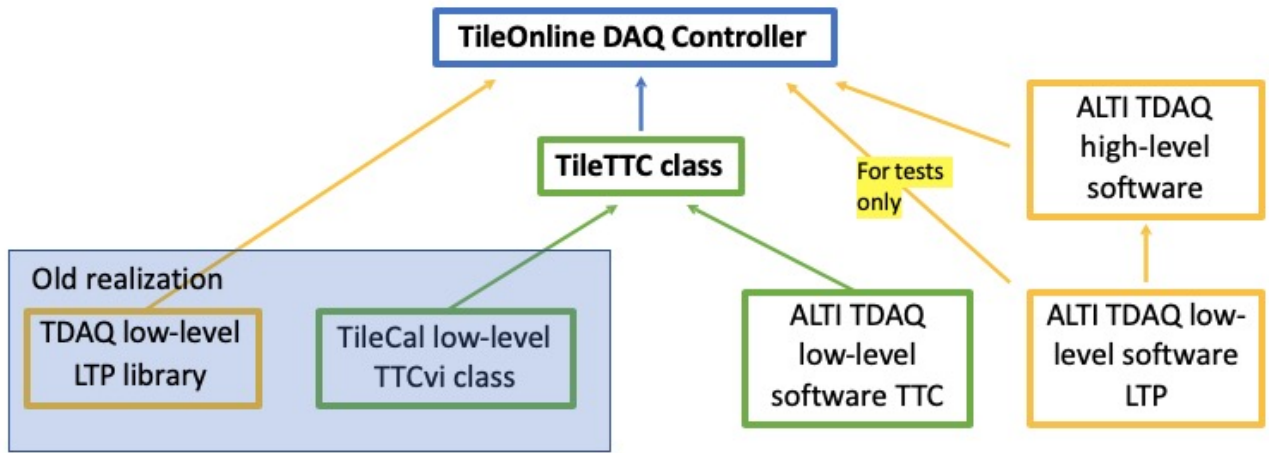 TileOnline DAQ Controller
ALTI TDAQ
high-level
software
TileTTC class
For tests
only
Old realization
TDAQ low-level
LTP library
TileCal low-level
TTCvi class
ALTI TDAQ
low-level
software TTC
ALTI TDAQ low-
level software
LTP